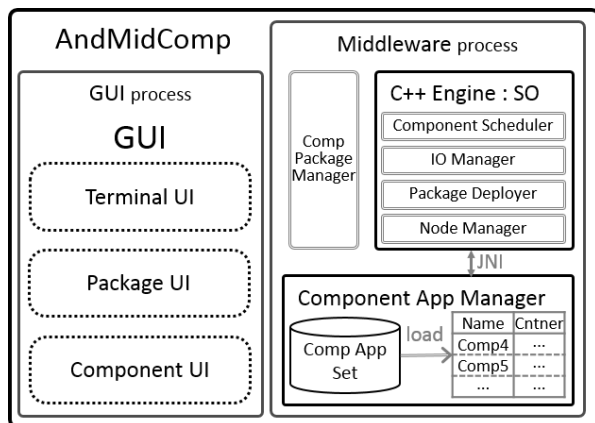 AndMidComp
GUI process
GUI
Terminal UI
Package UI
Component UI
Middleware process
Comp
Package
Manager
C++ Engine : SO
Component Scheduler
IO Manager
Package Deployer
Node Manager
JNI
Component App Manager
Comp App
Set
load
Name Cntner
Comp4 ...
Comp5 ...
... ...